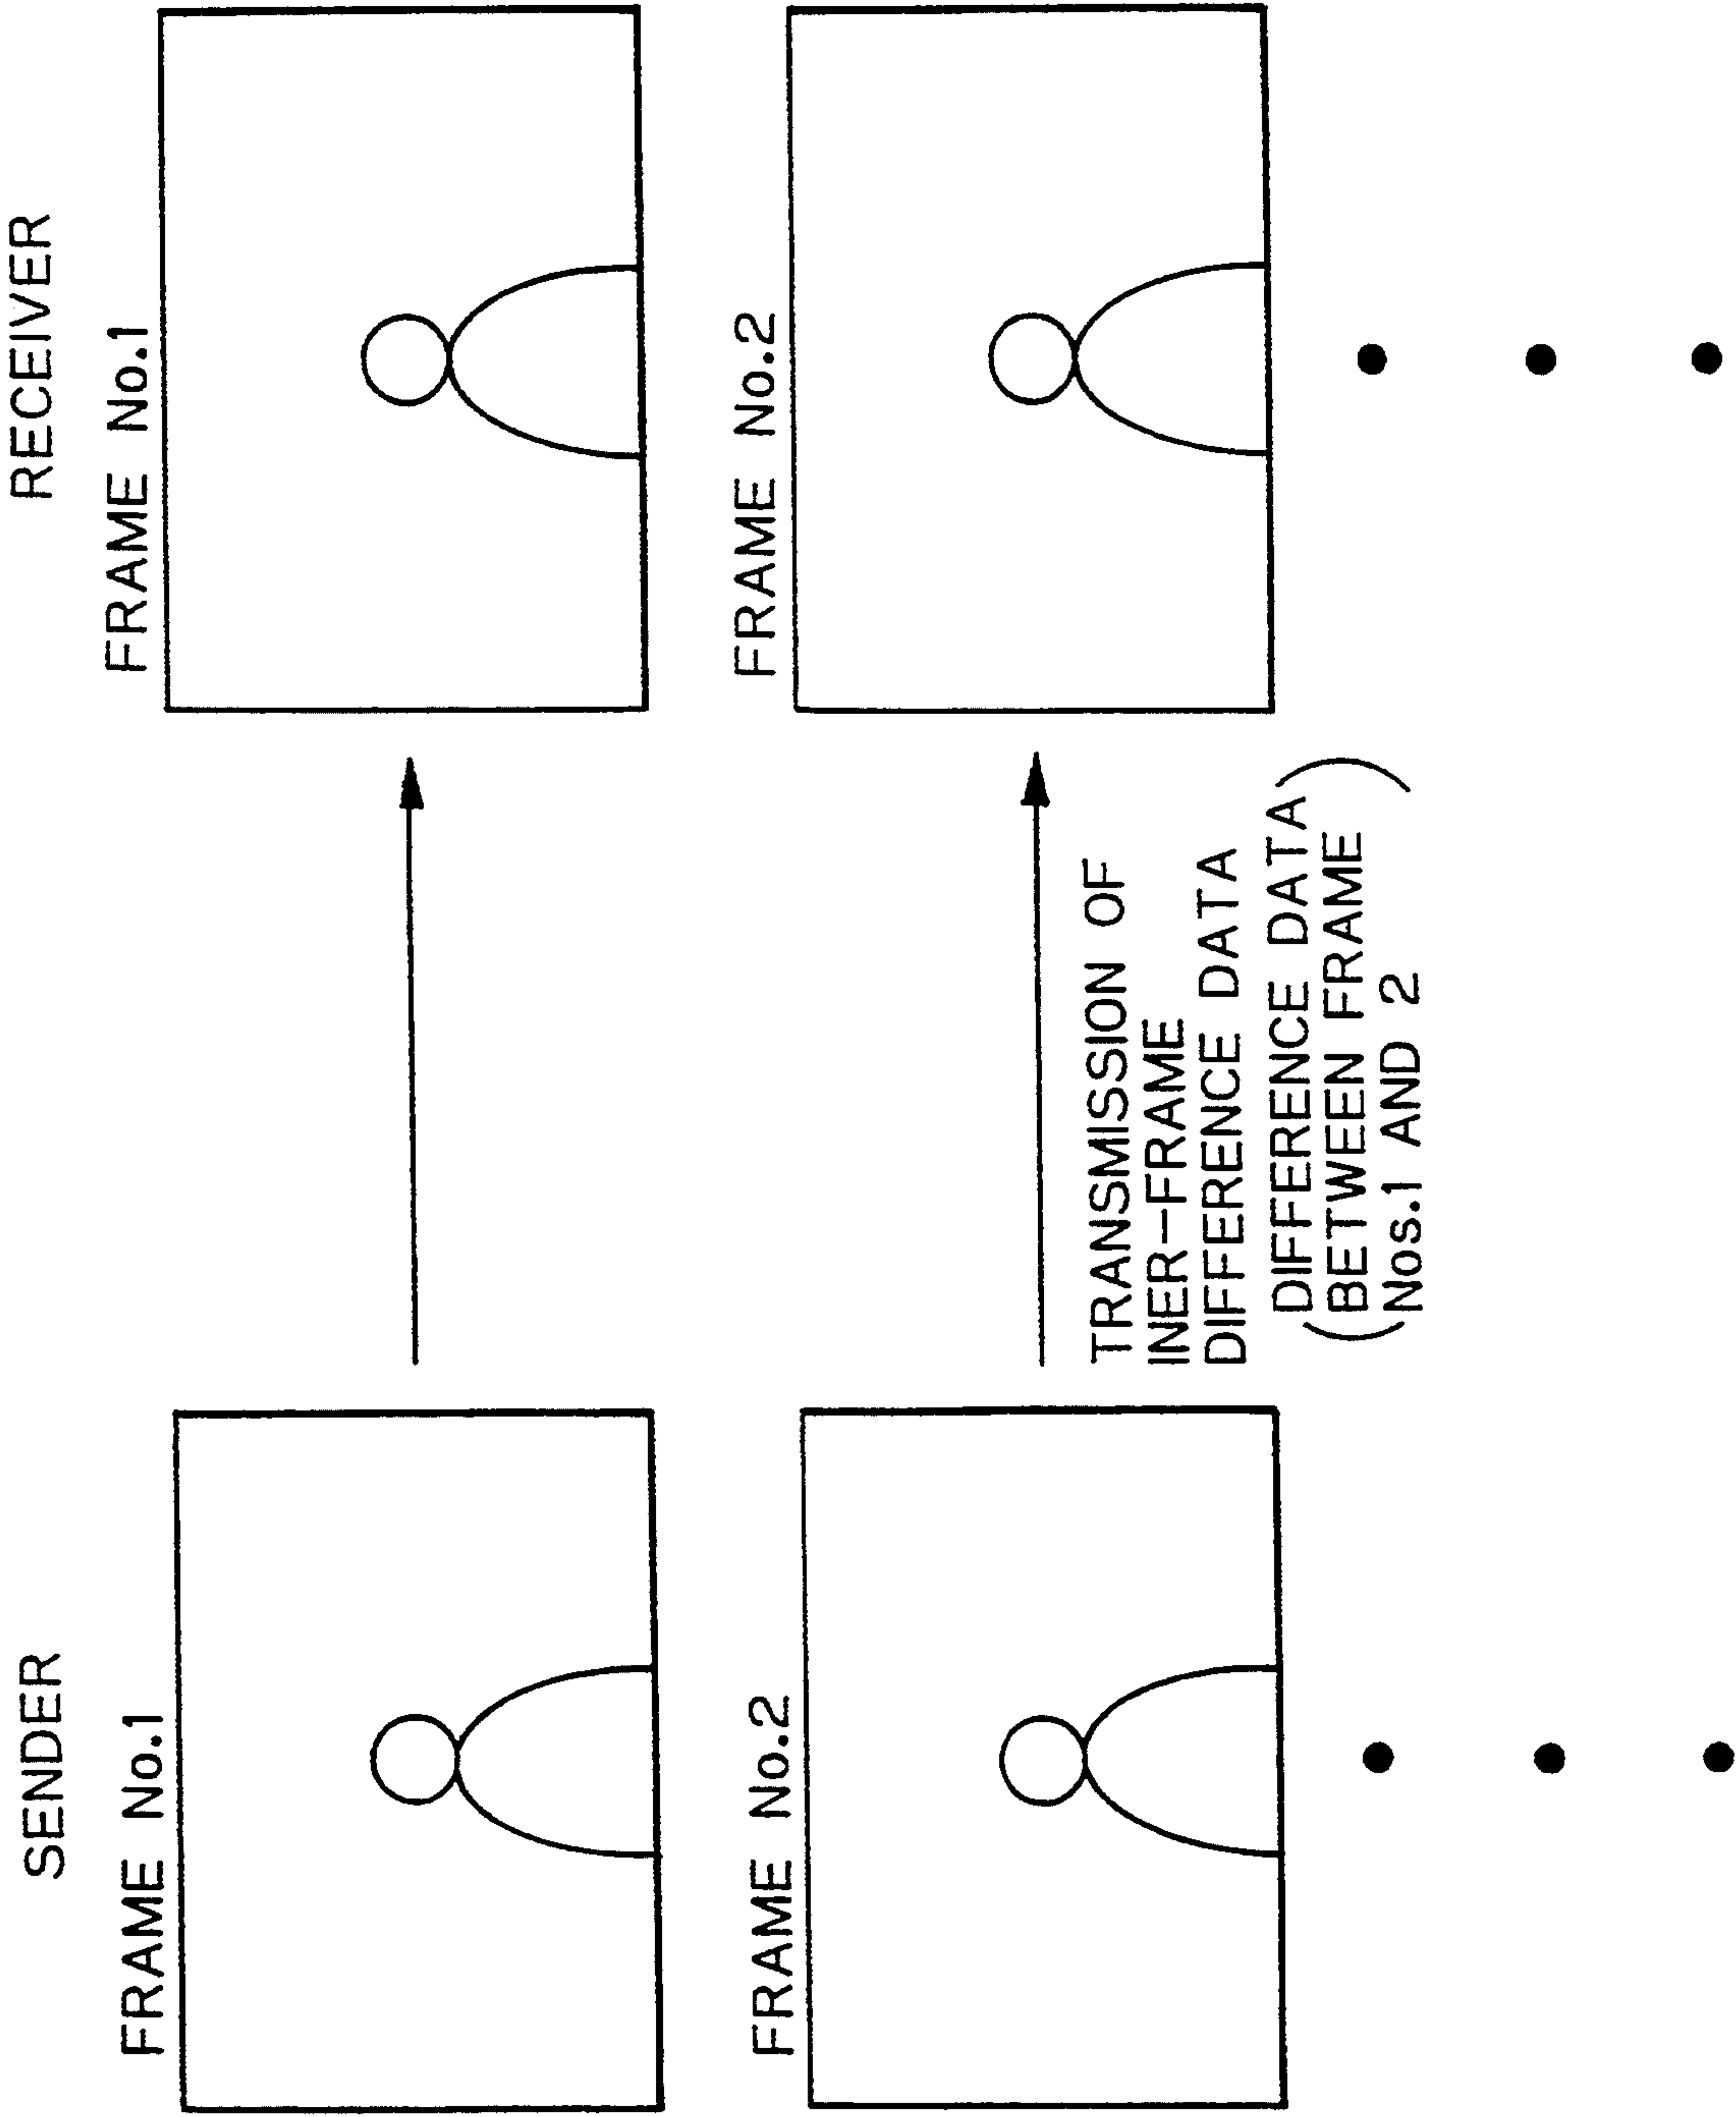 SENDER
RECEIVER
FRAME No.1
FRAME No.1
FRAME No.2
FRAME No.2
TRANSMISSION OF
INER-FRAME
DIFFERENCE DATA
(DIFFERENCE DATA)
(BETWEEN FRAME)
Nos.1 AND 2